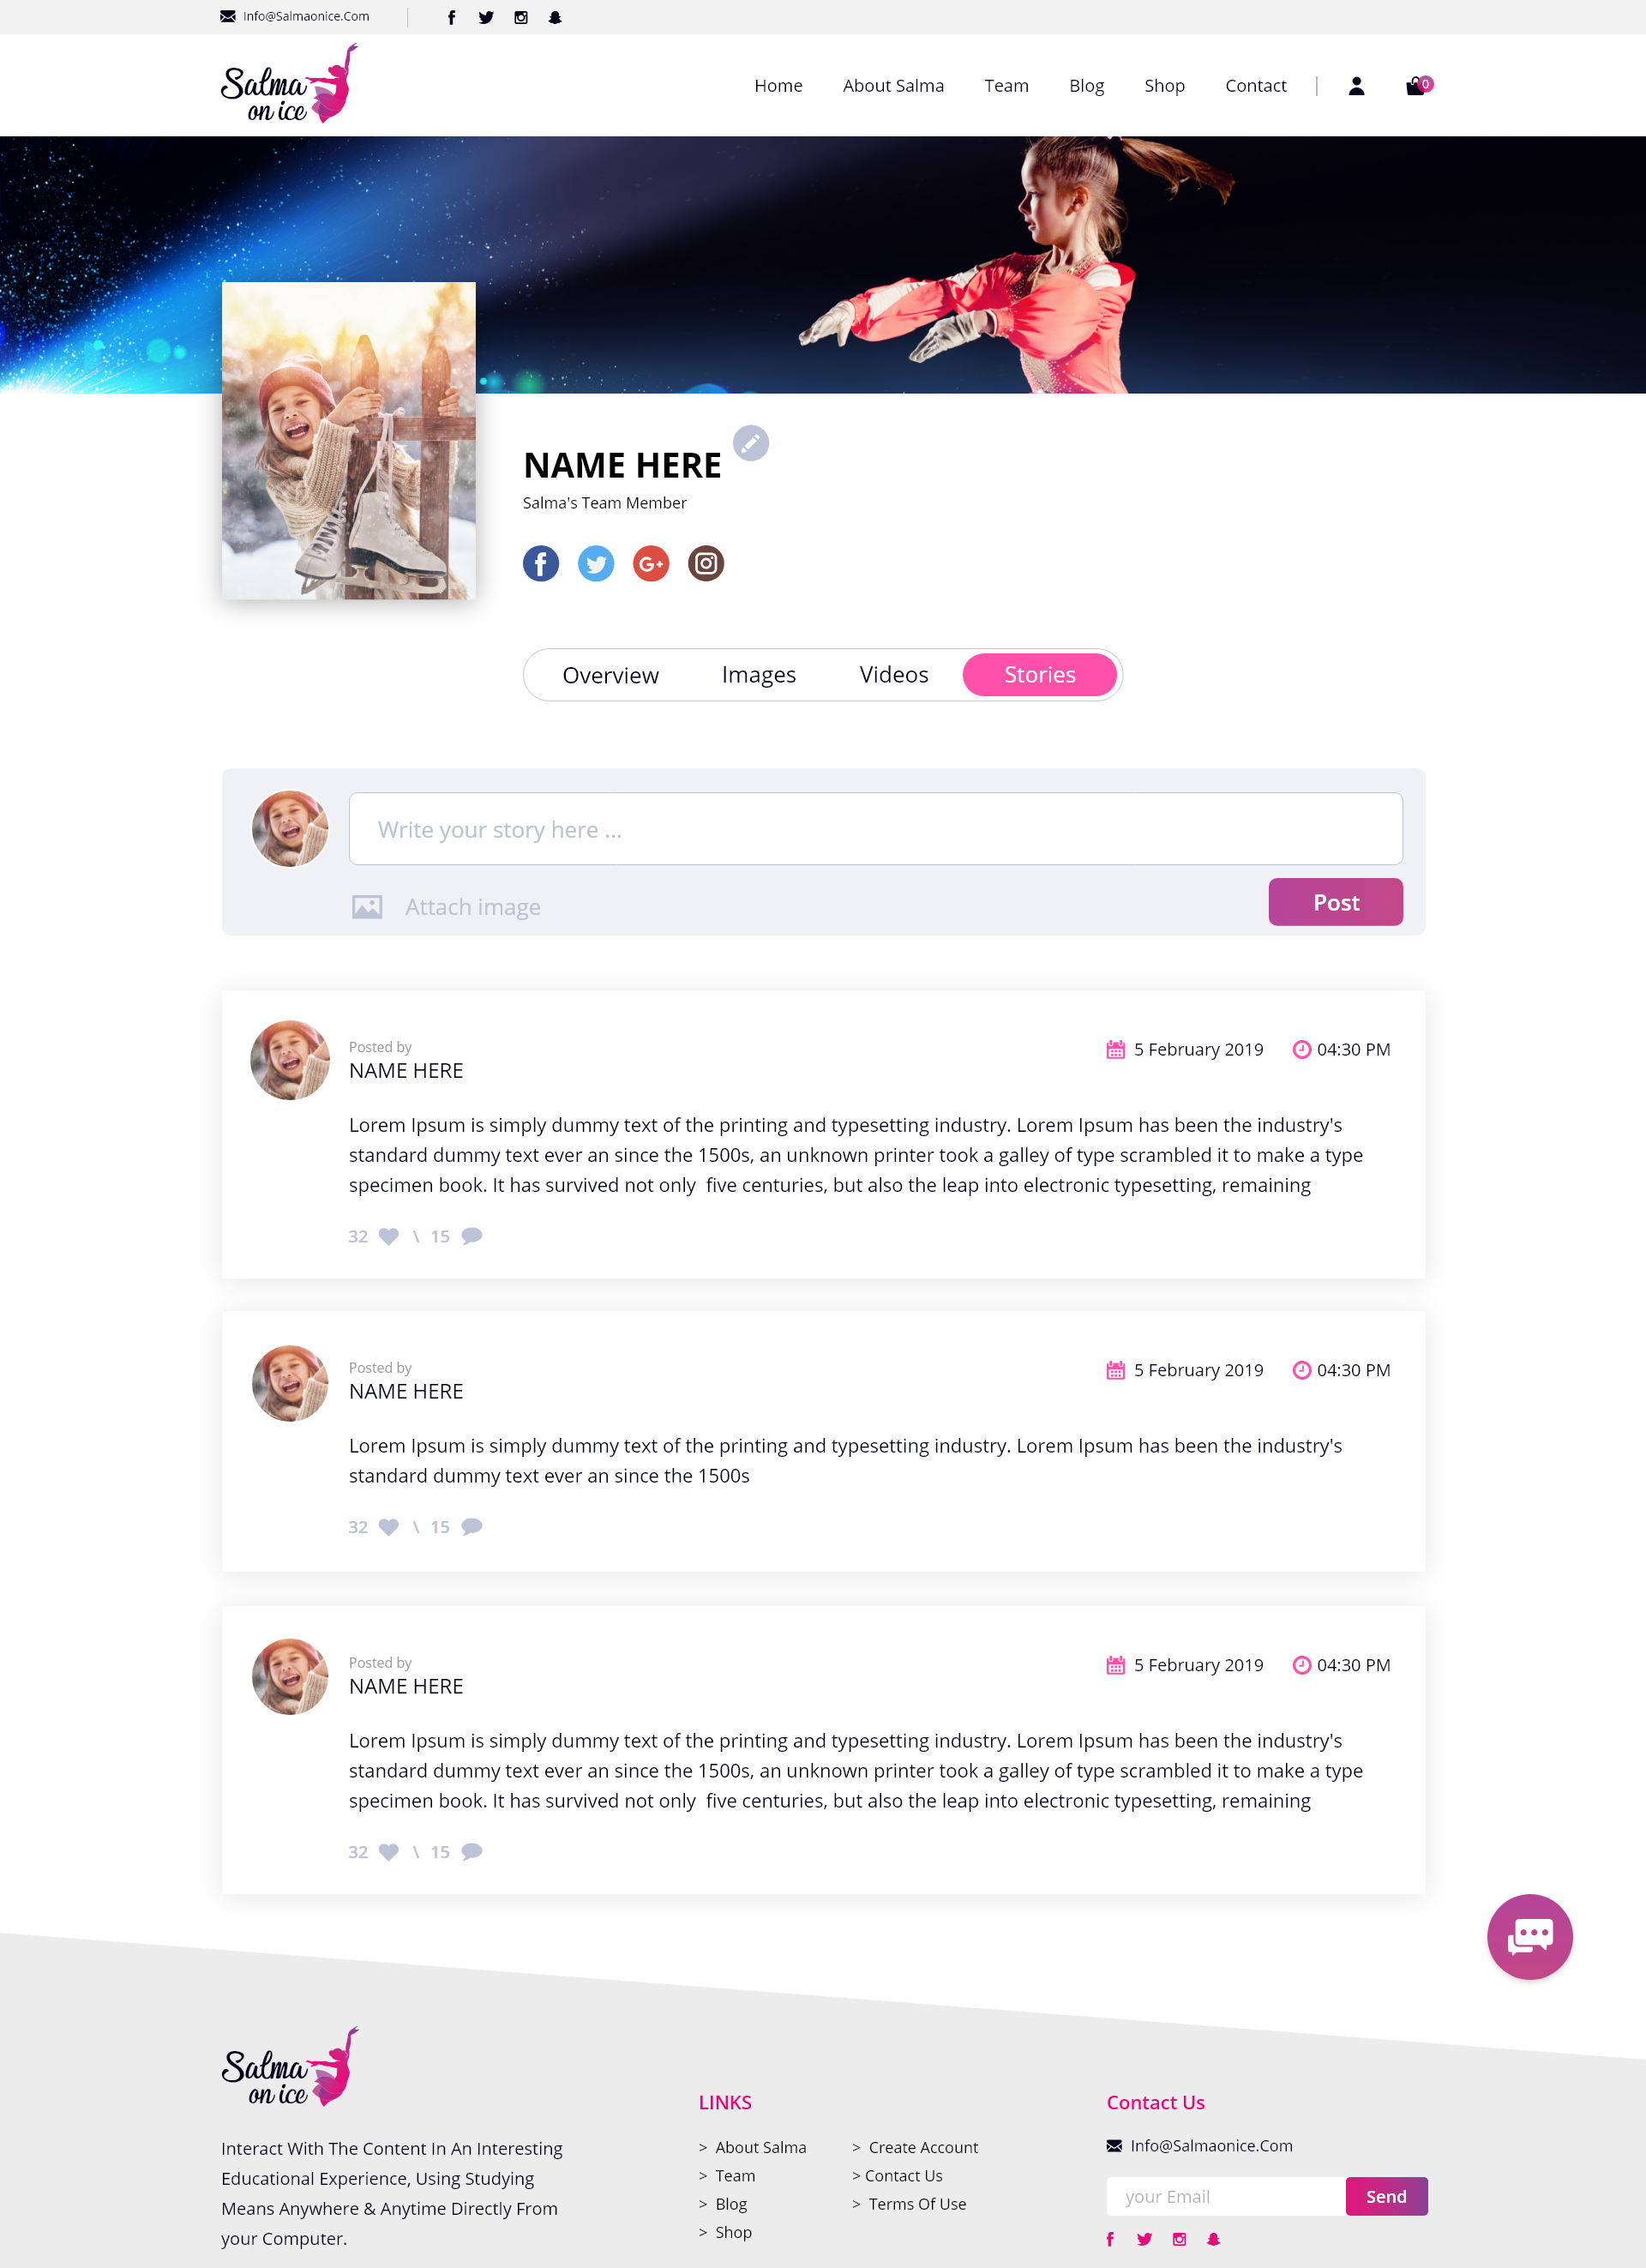 Info@Salmaonice.Com
Salma
on ice
Home About Salma Team Blog Shop Contact 0
NAME HERE
Salma's Team Member
Overview Images Videos Stories
Write your story here ...
Attach image
Post
Posted by
NAME HERE
5 February 2019 04:30 PM
Lorem Ipsum is simply dummy text of the printing and typesetting industry. Lorem Ipsum has been the industry's
standard dummy text ever an since the 1500s, an unknown printer took a galley of type scrambled it to make a type
specimen book. It has survived not only five centuries, but also the leap into electronic typesetting, remaining
32 \ 15
Posted by
NAME HERE
5 February 2019 04:30 PM
Lorem Ipsum is simply dummy text of the printing and typesetting industry. Lorem Ipsum has been the industry's
standard dummy text ever an since the 1500s
32 \ 15
Posted by
NAME HERE
5 February 2019 04:30 PM
Lorem Ipsum is simply dummy text of the printing and typesetting industry. Lorem Ipsum has been the industry's
standard dummy text ever an since the 1500s, an unknown printer took a galley of type scrambled it to make a type
specimen book. It has survived not only five centuries, but also the leap into electronic typesetting, remaining
32 \ 15
Salma
on ice
Interact With The Content In An Interesting
Educational Experience, Using Studying
Means Anywhere & Anytime Directly From
your Computer.
LINKS
> About Salma
> Team
> Blog
> Shop
> Create Account
> Contact Us
> Terms Of Use
Contact Us
Info@Salmaonice.Com
your Email
Send